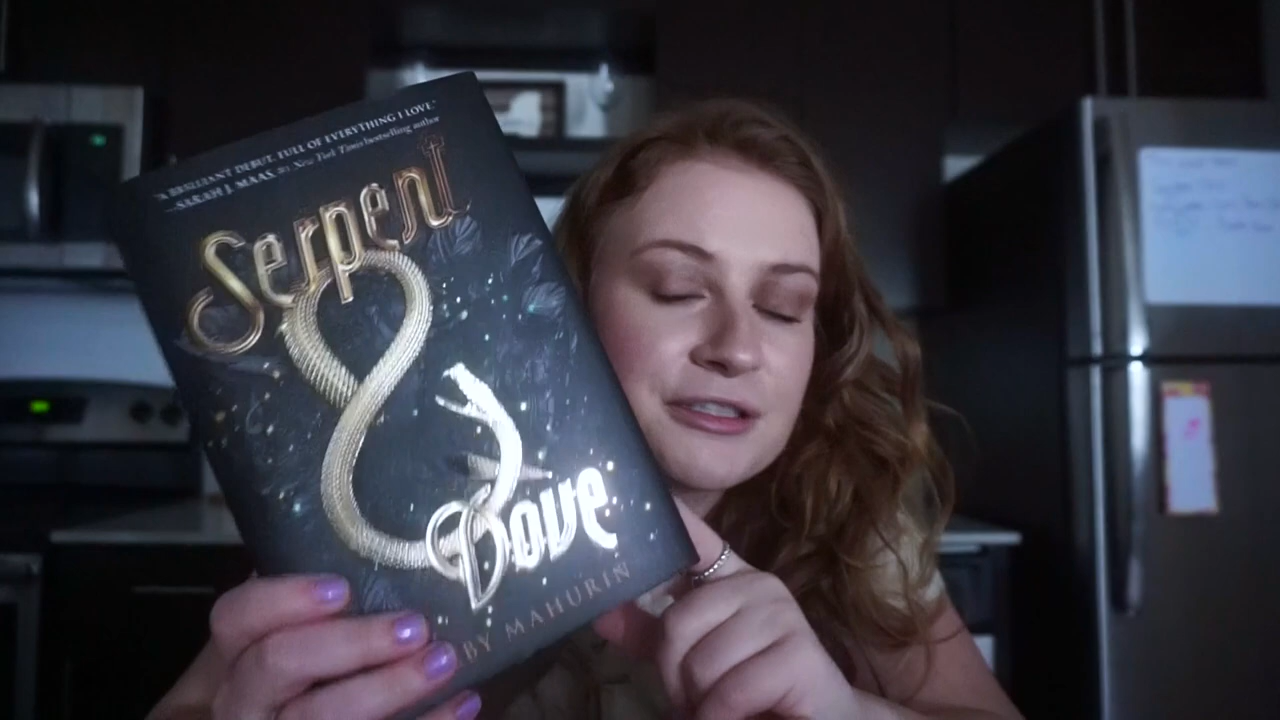 "A BRILLIANT DEBUT, FULL OF EVERYTHING I LOVE."
—SARAH J. MAAS, #1 New York Times bestselling author
Serpent
&
Dove
BY MAHURIN